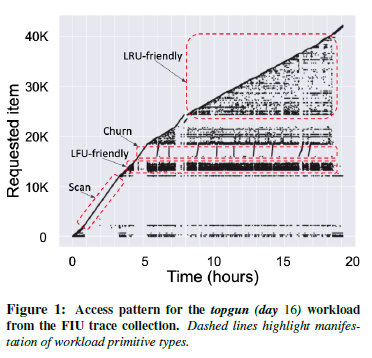 40K
30K
20K
10K
0
Requested item
LRU-friendly
Churn
LFU-friendly
Scan
0
5
10
15
20
Time (hours)
Figure 1: Access pattern for the topgun (day 16) workload
from the FIU trace collection. Dashed lines highlight manifes-
tation of workload primitive types.